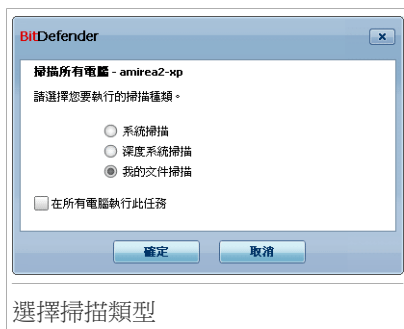 BitDefender
掃描所有電腦 - amirea2-xp
請選擇您要執行的掃描種類。
系統掃描
深度系統掃描
我的文件掃描
在所有電腦執行此任務
確定
取消
選擇掃描類型